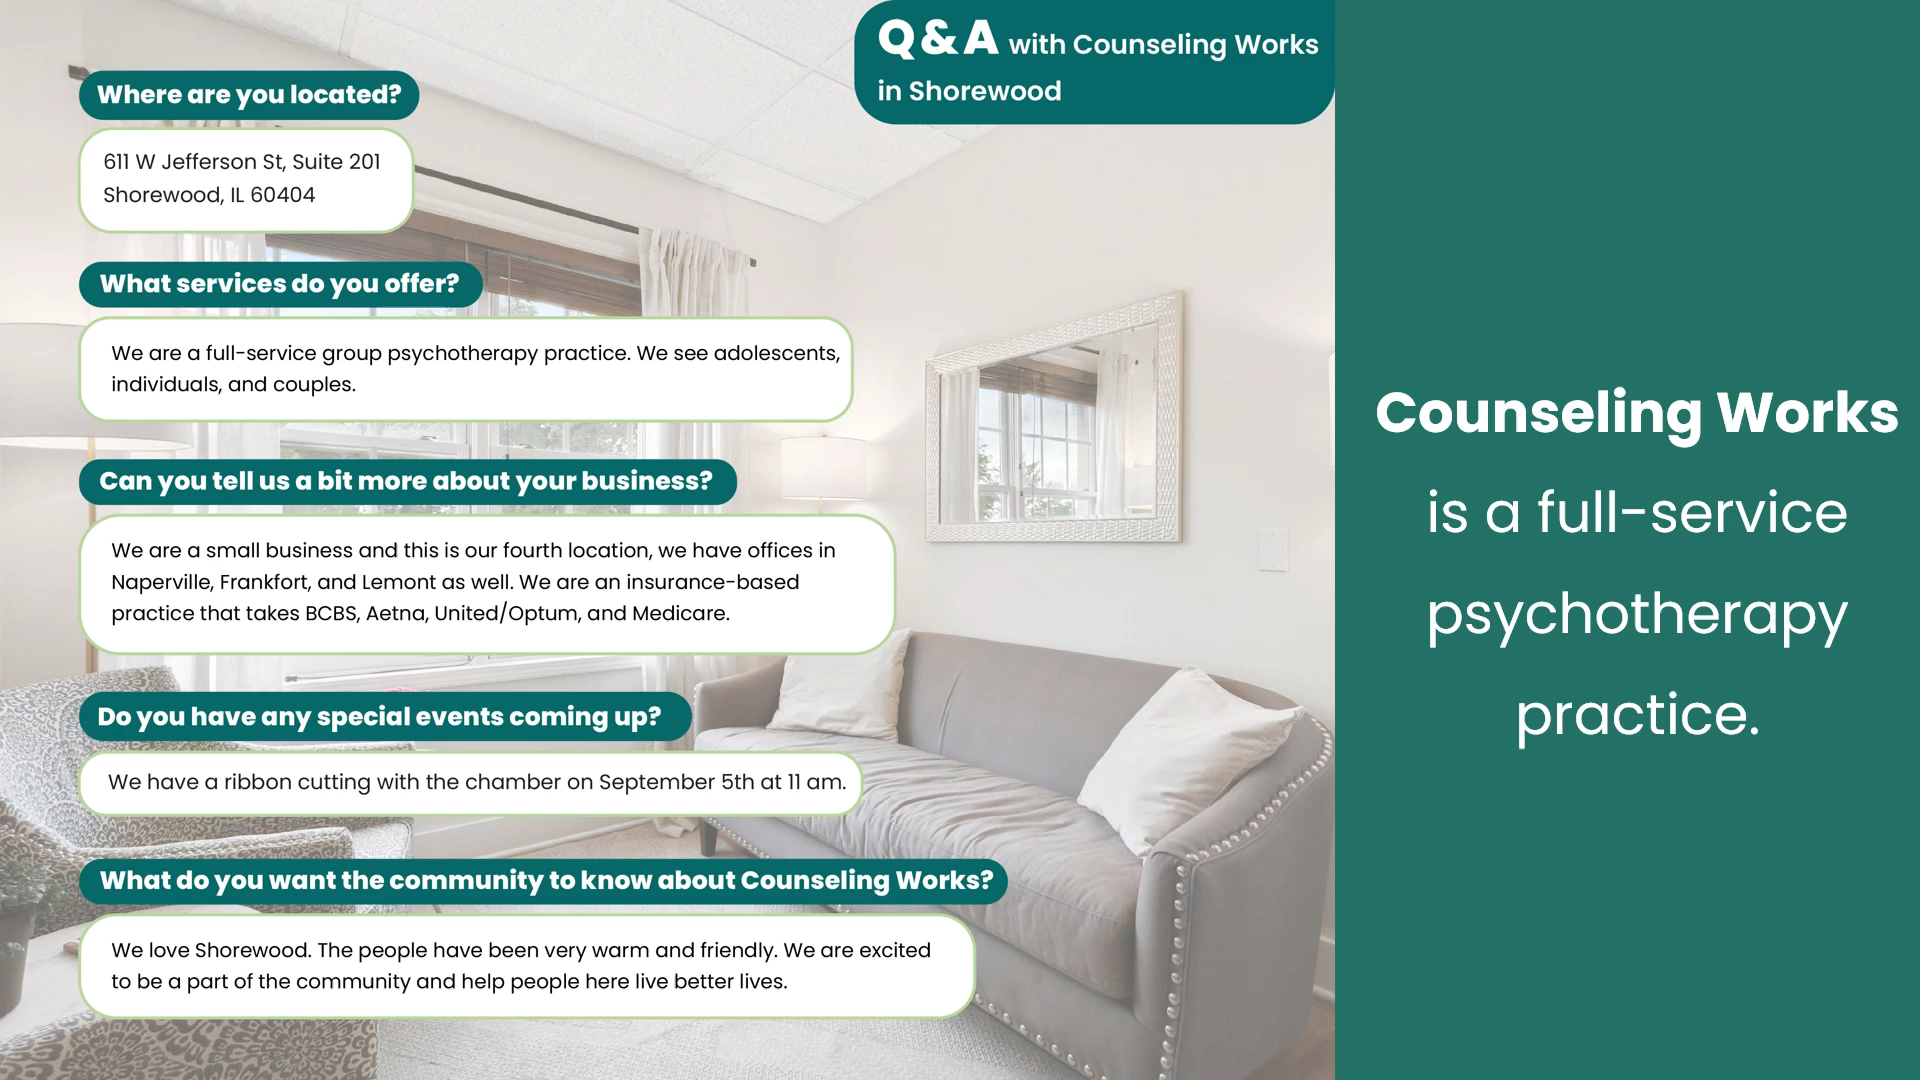 Q&A with Counseling Works
in Shorewood
Where are you located?
611 W Jefferson St, Suite 201
Shorewood, IL 60404
What services do you offer?
We are a full-service group psychotherapy practice. We see adolescents,
individuals, and couples.
Can you tell us a bit more about your business?
We are a small business and this is our fourth location, we have offices in
Naperville, Frankfort, and Lemont as well. We are an insurance-based
practice that takes BCBS, Aetna, United/Optum, and Medicare.
Do you have any special events coming up?
We have a ribbon cutting with the chamber on September 5th at 11 am.
What do you want the community to know about Counseling Works?
We love Shorewood. The people have been very warm and friendly. We are excited
to be a part of the community and help people here live better lives.
Counseling Works
is a full-service
psychotherapy
practice.